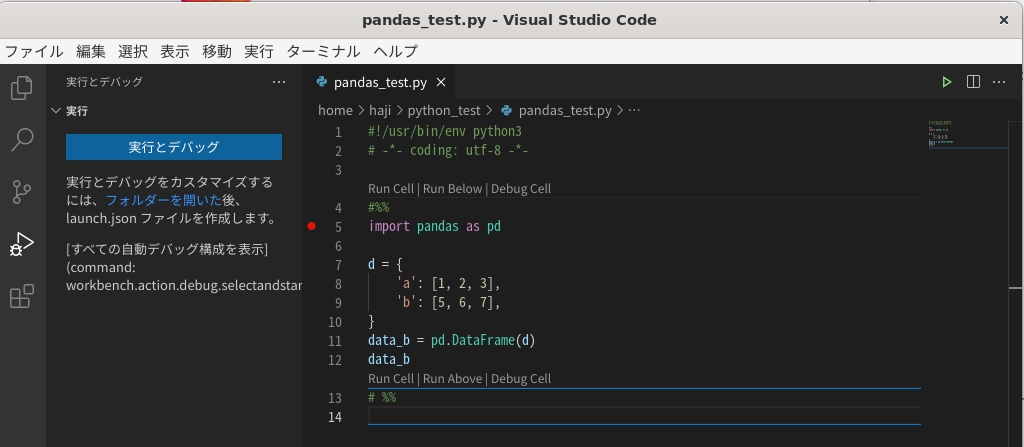 pandas_test.py - Visual Studio Code
ファイル 編集 選択 表示 移動 実行 ターミナル ヘルプ
実行とデバッグ
実行
実行とデバッグ
実行とデバッグをカスタマイズする
には、フォルダーを開いた後、
launch.json ファイルを作成します。
[すべての自動デバッグ構成を表示]
(command:
workbench.action.debug.selectandstar
pandas_test.py
home > haji > python_test > pandas_test.py > ...
1 #!/usr/bin/env python3
2 # -*- coding: utf-8 -*-
3
Run Cell | Run Below | Debug Cell
4 #%%
5 import pandas as pd
6
7 d = {
8 'a': [1, 2, 3],
9 'b': [5, 6, 7],
10 }
11 data_b = pd.DataFrame(d)
12 data_b
Run Cell | Run Above | Debug Cell
13 # %%
14